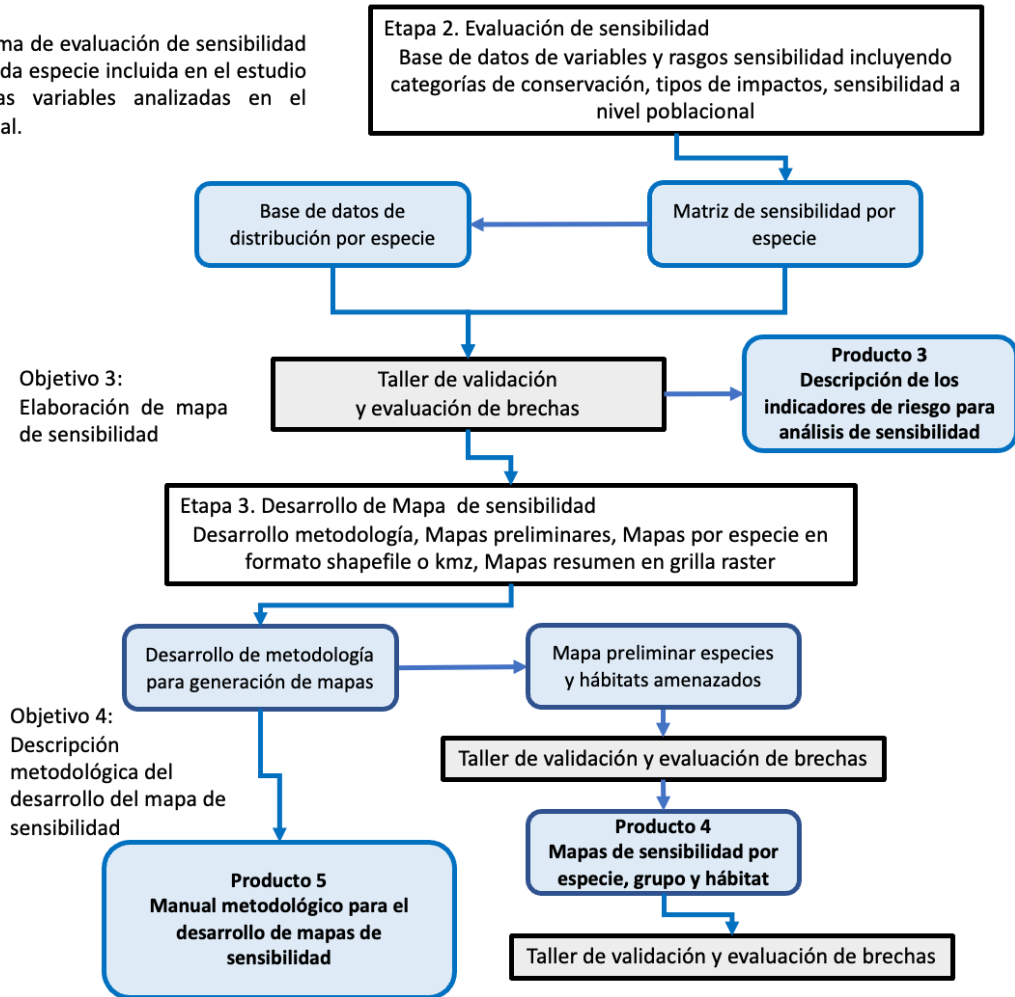 da especie incluida en el estudio
variables analizadas en el
Etapa 2. Evaluación de sensibilidad
Base de datos de variables y rasgos sensibilidad incluyendo
categorías de conservación, tipos de impactos, sensibilidad a
nivel poblacional
Base de datos de
distribución por especie
Matriz de sensibilidad por
especie
Objetivo 3:
Elaboración de mapa
de sensibilidad
Taller de validación
y evaluación de brechas
Producto 3
Descripción de los
indicadores de riesgo para
análisis de sensibilidad
Etapa 3. Desarrollo de Mapa de sensibilidad
Desarrollo metodología, Mapas preliminares, Mapas por especie en
formato shapefile o kmz, Mapas resumen en grilla raster
Desarrollo de metodología
para generación de mapas
Mapa preliminar especies
y hábitats amenazados
Objetivo 4:
Descripción
metodológica del
desarrollo del mapa de
sensibilidad
Taller de validación y evaluación de brechas
Producto 4
Mapas de sensibilidad por
especie, grupo y hábitat
Producto 5
Manual metodológico para el
desarrollo de mapas de
sensibilidad
Taller de validación y evaluación de brechas